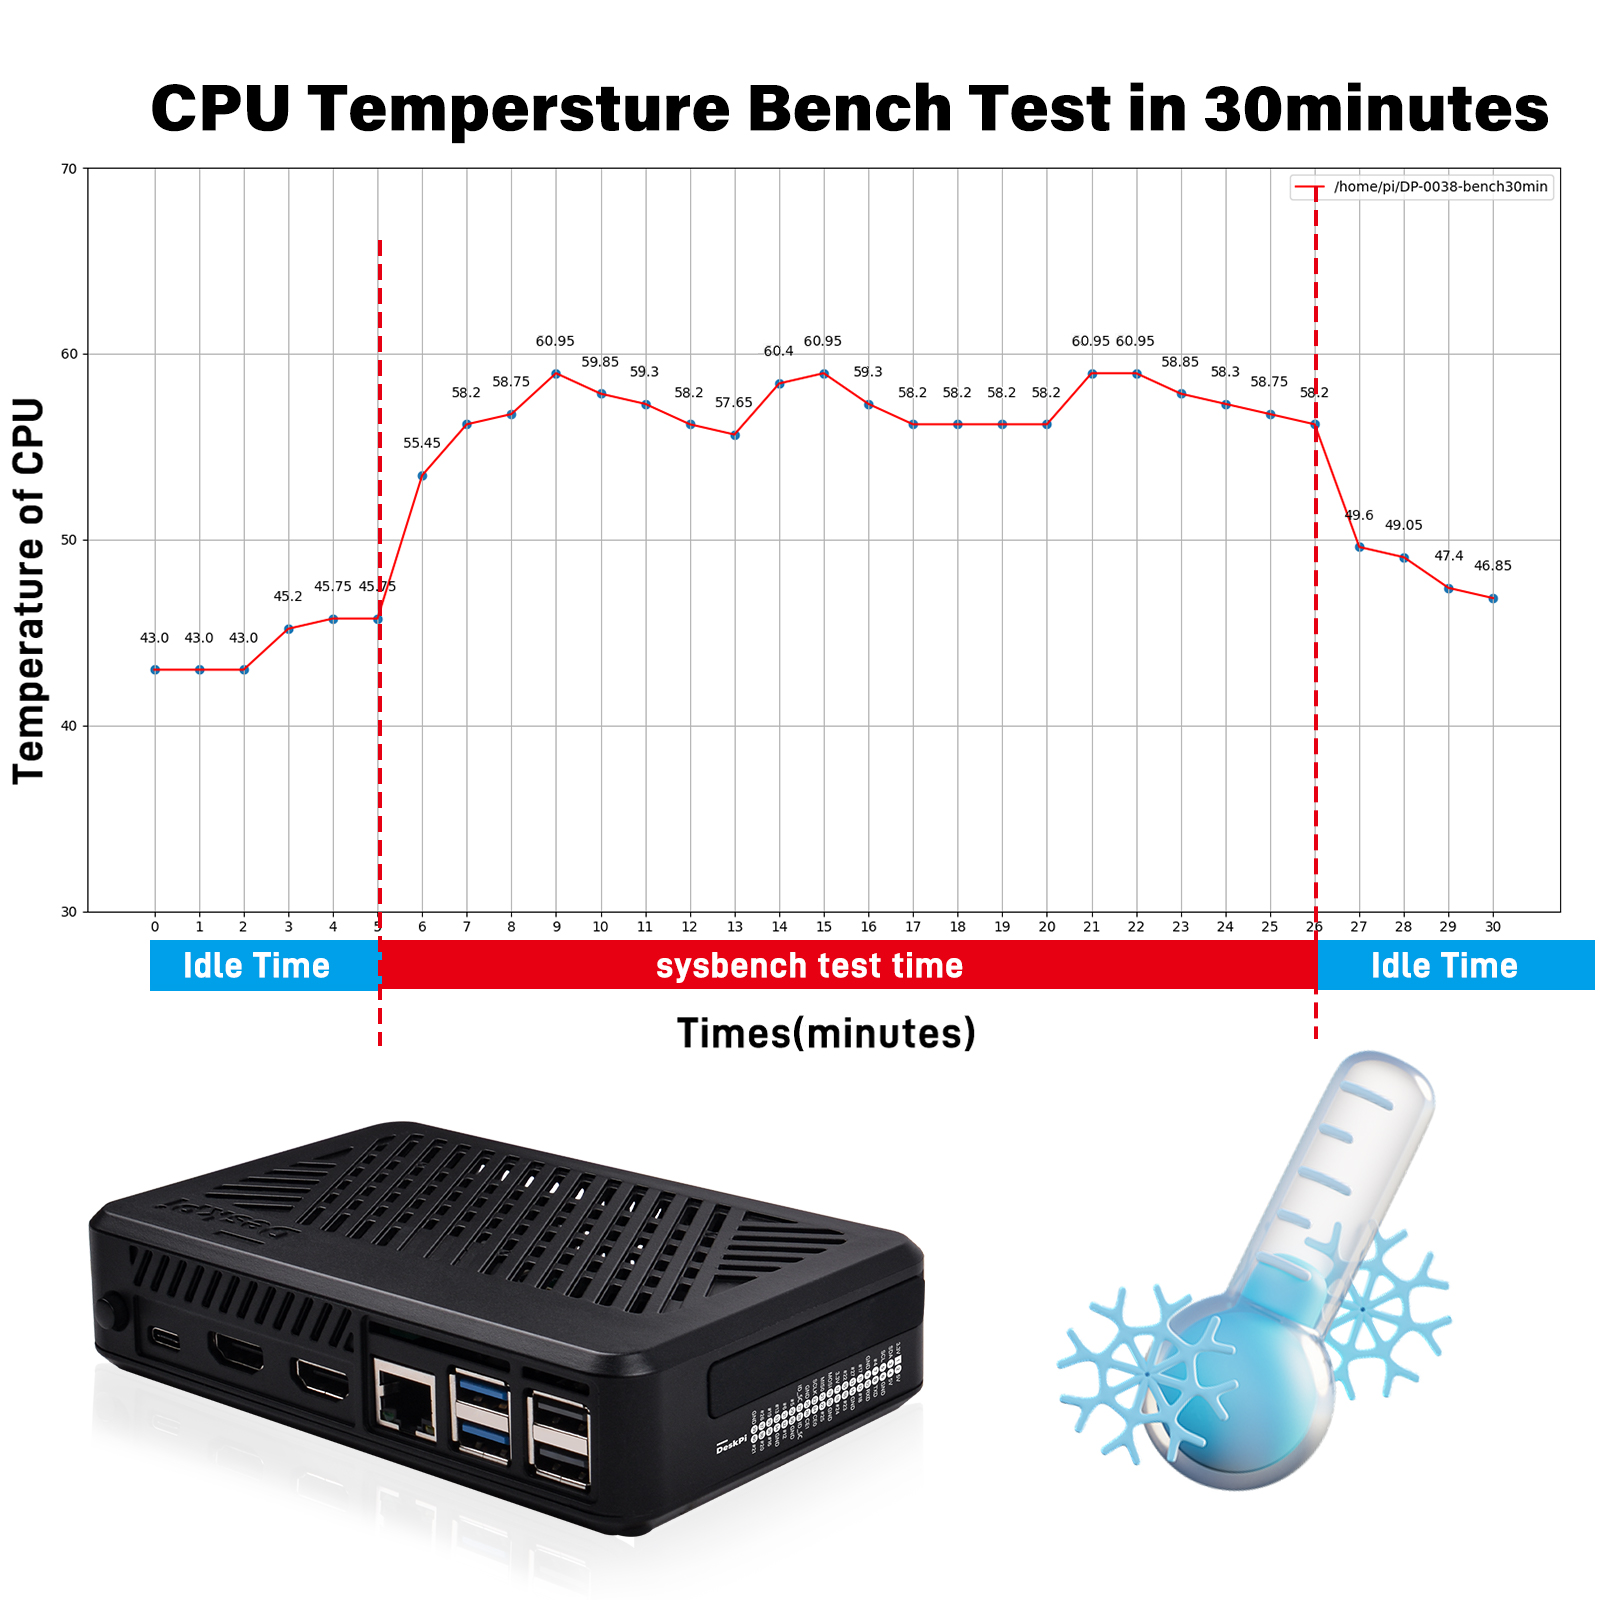 CPU Tempersture Bench Test in 30minutes
70
/home/pi/DP-0038-bench30min
60.95
60.95
60.95 60.95
60.4
60
59.85
59.3
59.3
58.85
58.3
58.75
58.75
58.2
58.2
58.2 58.2 58.2 58.2
58.2
57.65
55.45
50
49.6
49.05
47.4
46.85
45.2
45.75 45.75
43.0 43.0 43.0
40
30
Temperature of CPU
0 1 2 3 4 5 6 7 8 9 10 11 12 13 14 15 16 17 18 19 20 21 22 23 24 25 26 27 28 29 30
Idle Time sysbench test time Idle Time
Times(minutes)
DeskPi
DeskPi